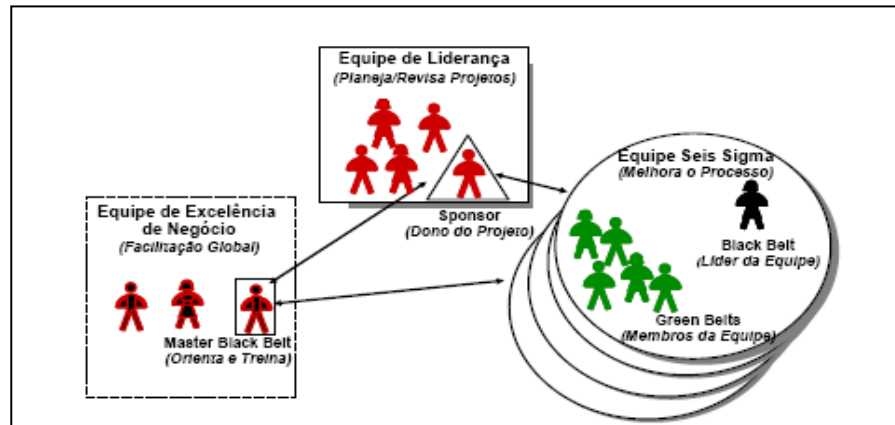 Equipe de Liderança
(Planeja/Revisa Projetos)
Sponsor
(Dono do Projeto)
Equipe de Excelência
de Negócio
(Facilitação Global)
Master Black Belt
(Orienta e Treina)
Equipe Seis Sigma
(Melhora o Processo)
Black Belt
(Líder da Equipe)
Green Belts
(Membros da Equipe)